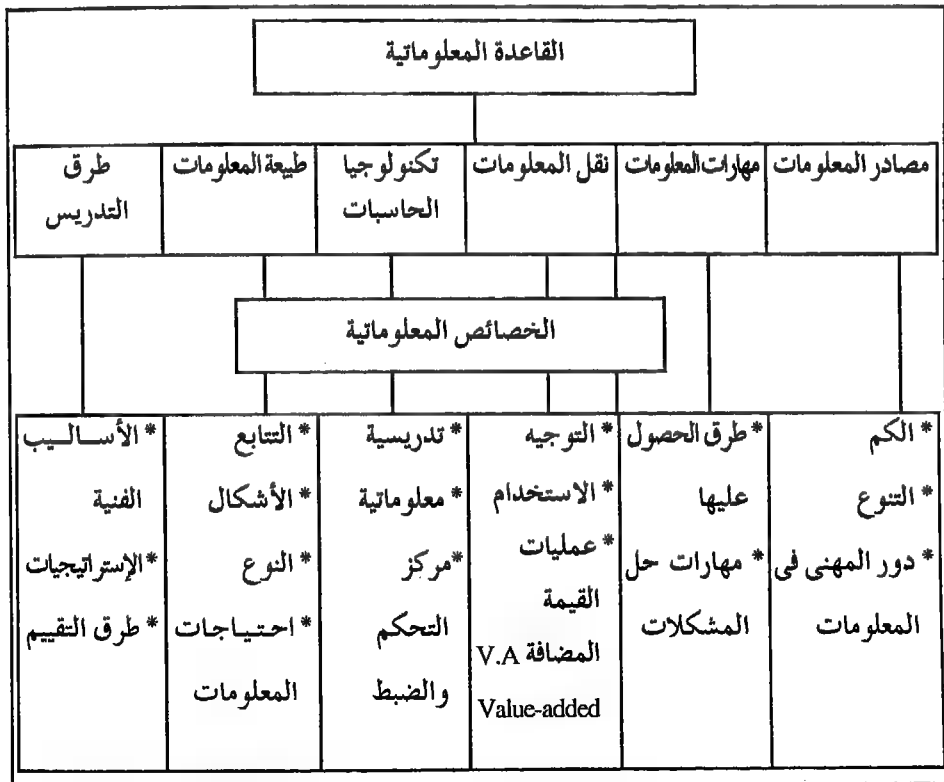 القاعدة المعلوماتية
مصادر المعلومات
مهارات المعلومات
نقل المعلومات
تكنولوجيا
الحاسبات
طبيعة المعلومات
طرق
التدريس
الخصائص المعلوماتية
* الكم
* التنوع
* دور المهنى فى
المعلومات
* طرق الحصول
عليها
* مهارات حل
المشكلات
* التوجيه
* الاستخدام
* عمليات
القيمة
المضافة V.A
Value-added
* تدريسية
* معلوماتية
* مركز
التحكم
والضبط
* التتابع
* الأشكال
* النوع
* احتياجات
المعلومات
* الأساليب
الفنية
* الإستراتيجيات
* طرق التقييم